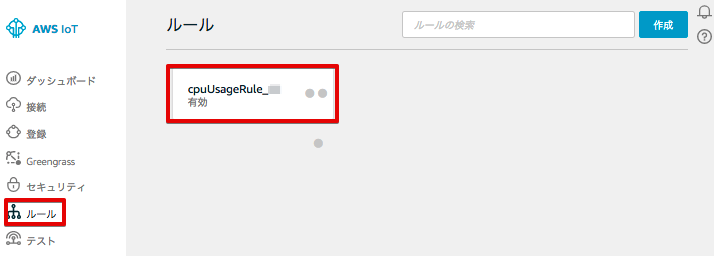 AWS IoT
ダッシュボード
接続
登録
Greengrass
セキュリティ
ルール
テスト
ルール
ルールの検索
作成
cpuUsageRule_
有効